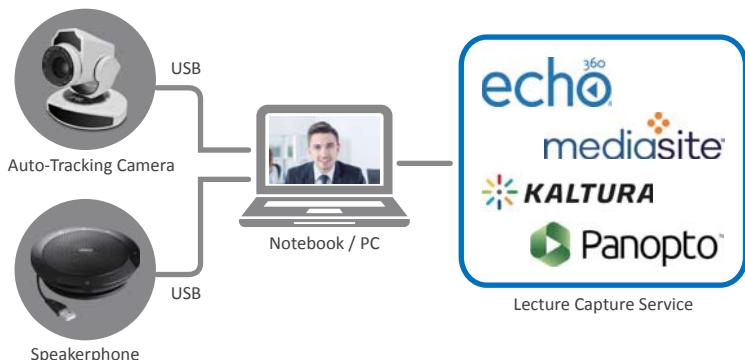 USB
Auto-Tracking Camera
Notebook / PC
USB
Speakerphone
echo360
mediasite
KALTURA
Panopto
Lecture Capture Service